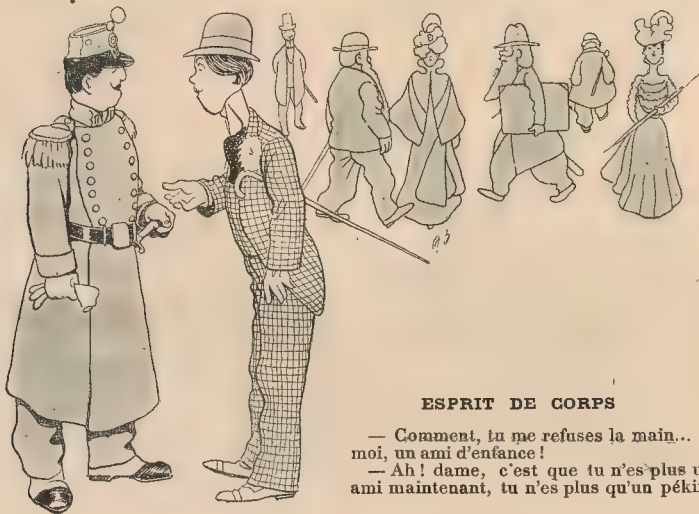 ESPRIT DE CORPS
— Comment, tu me refuses la main...
moi, un ami d'enfance !
— Ah ! dame, c'est que tu n'es plus u
ami maintenant, tu n'es plus qu'un péki